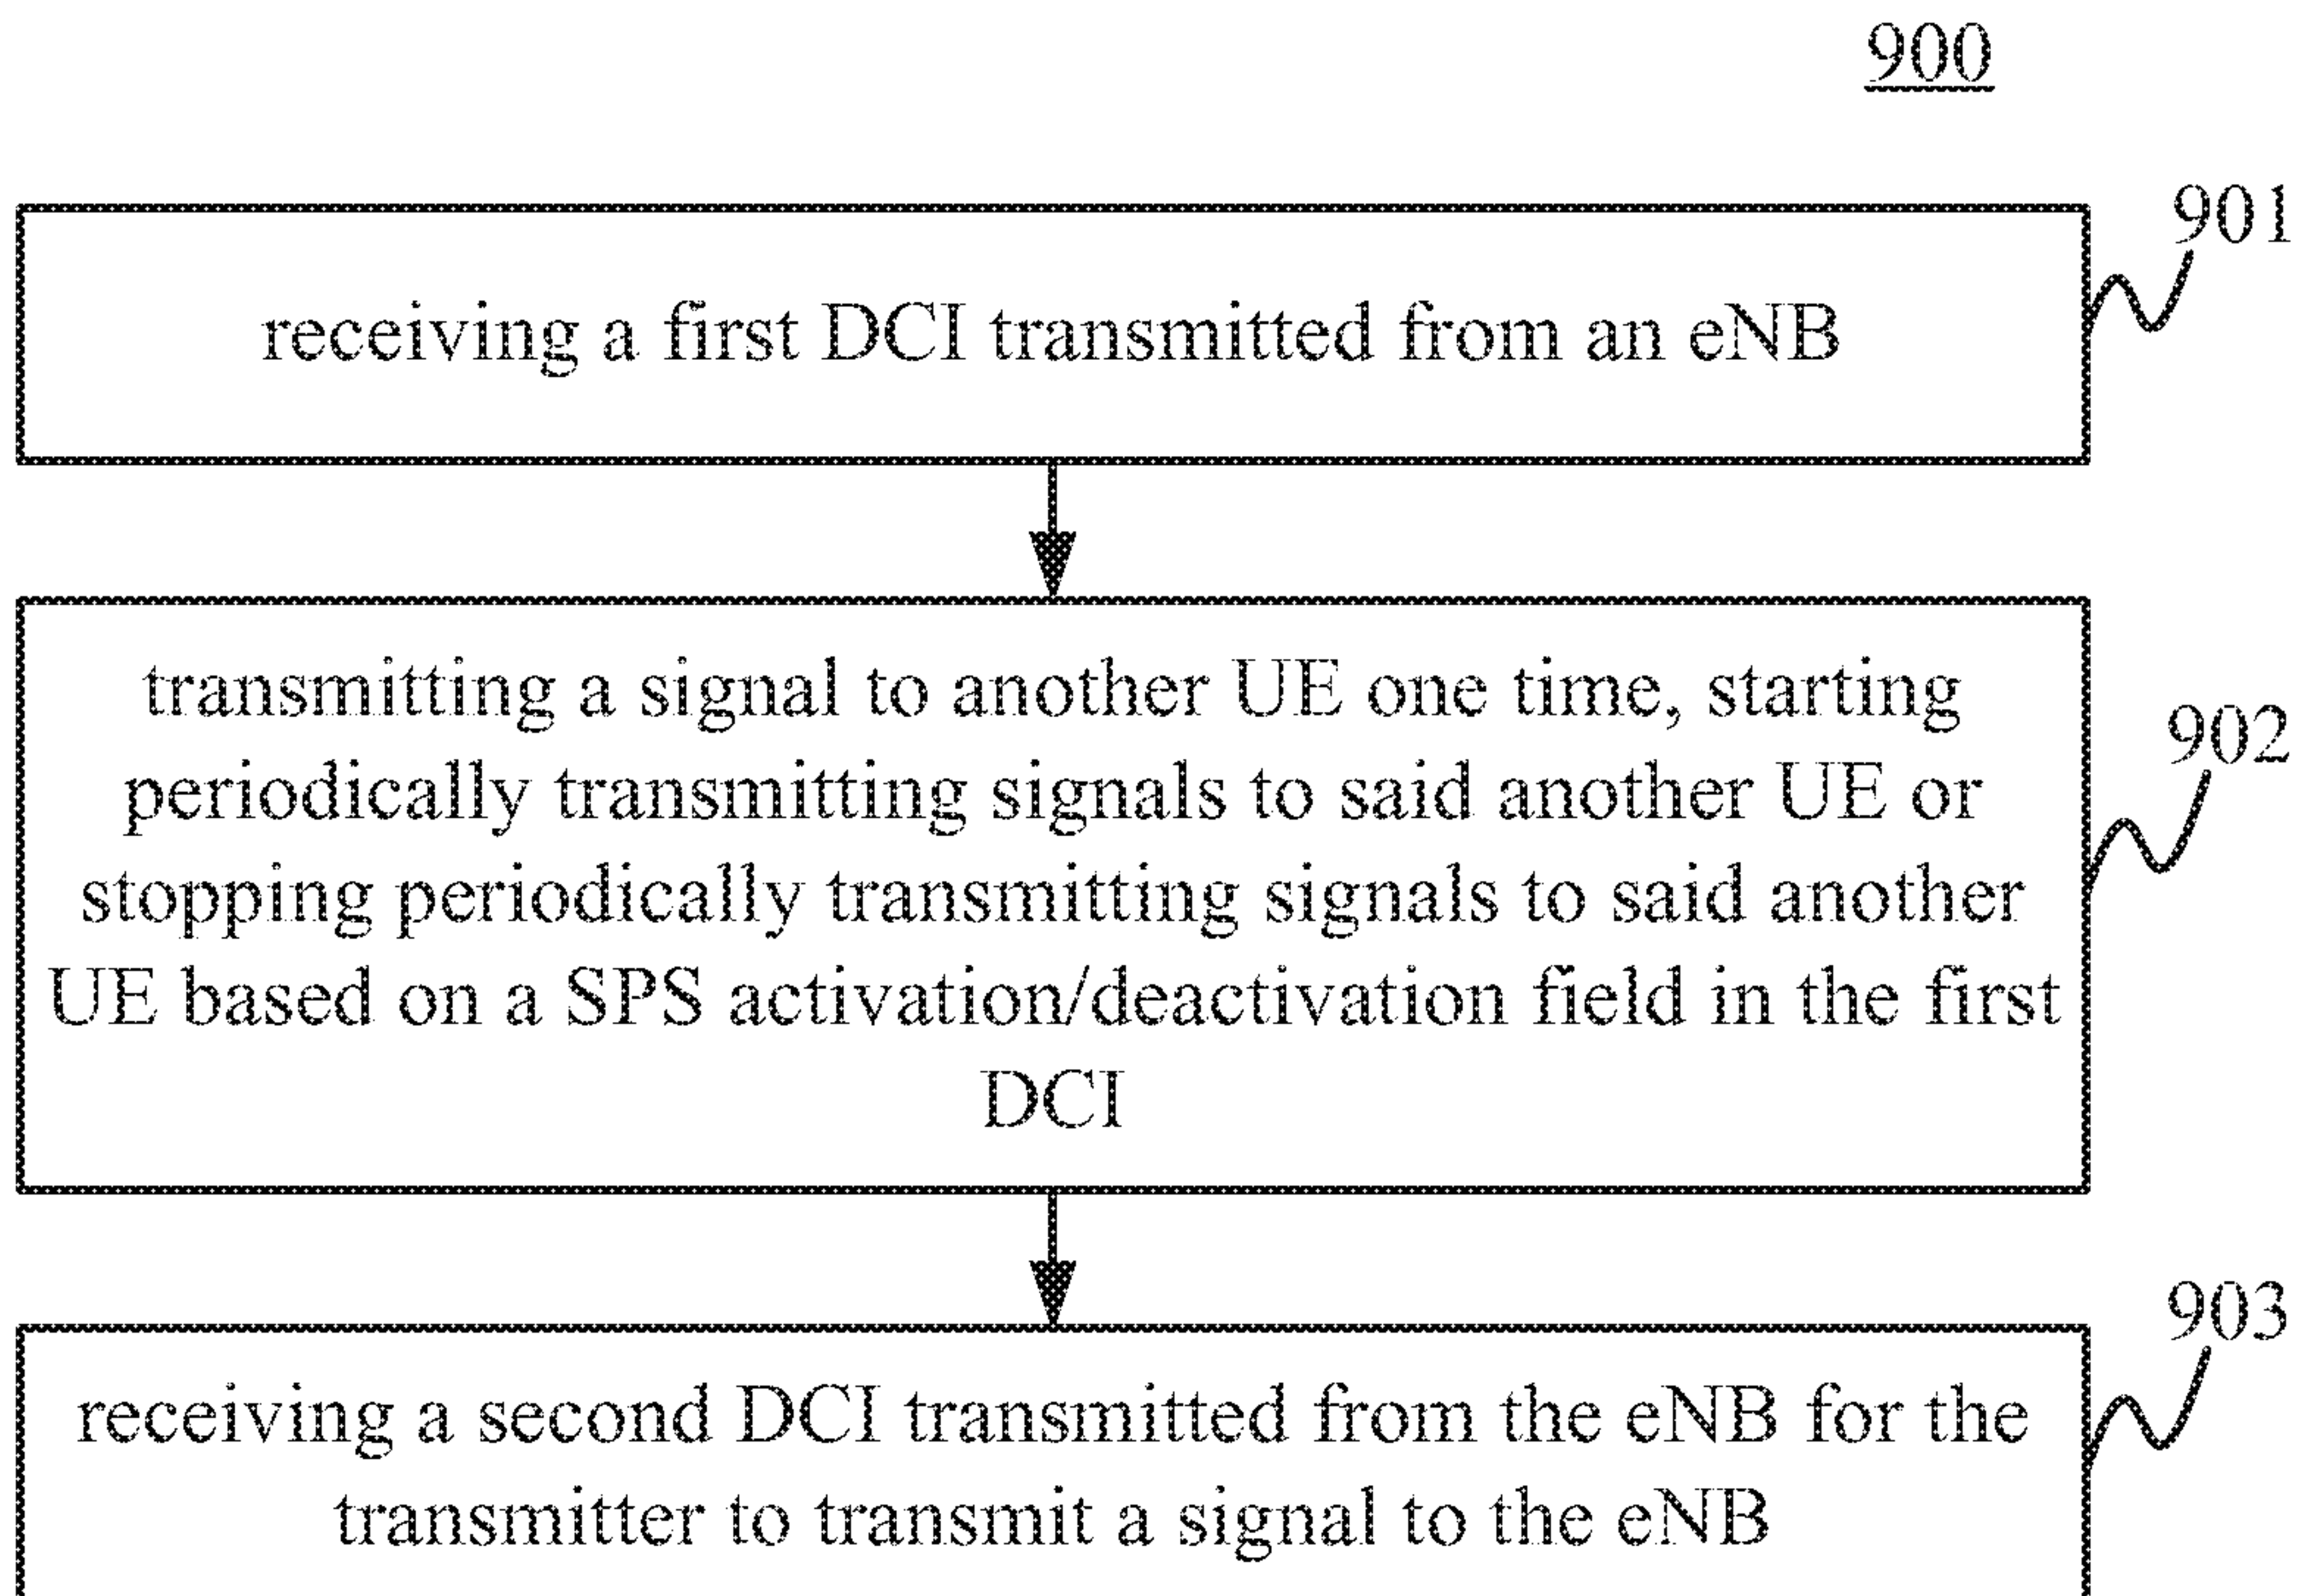 900
901
receiving a first DCI transmitted from an eNB
transmitting a signal to another UE one time, starting
902
periodically transmitting signals to said another UE or
stopping periodically transmitting signals to said another
UE based on a SPS activation/deactivation field in the first
DCI
903
receiving a second DCI transmitted from the eNB for the
transmitter to transmit a signal to the eNB